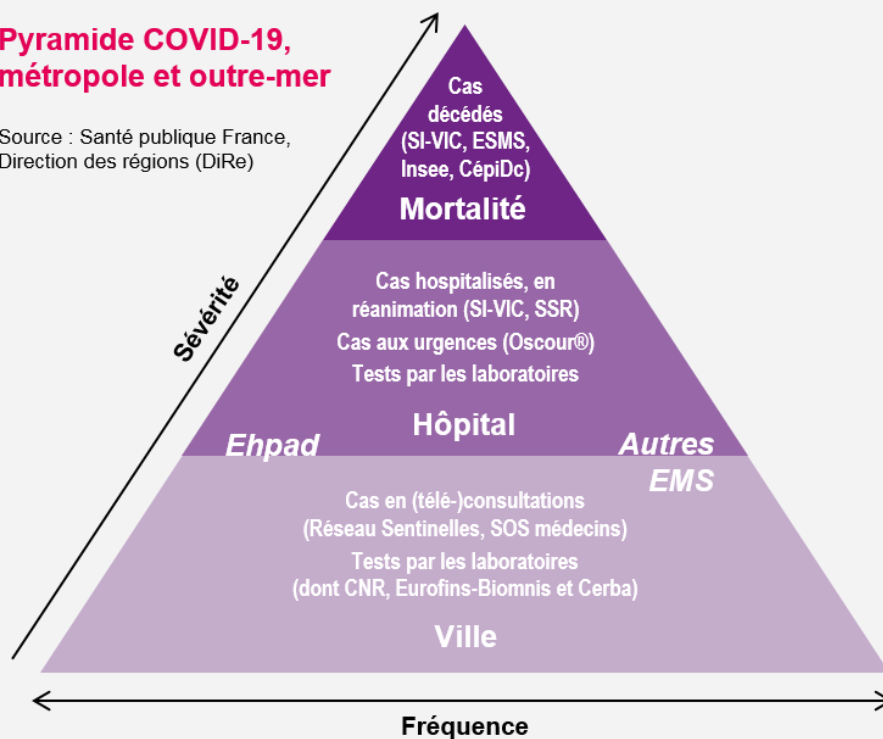 Pyramide COVID-19,
métropole et outre-mer
Source : Santé publique France,
Direction des régions (DiRe)
Cas
décédés
(SI-VIC, ESMS,
Insee, CépiDc)
Mortalité
Sévérité
Cas hospitalisés, en
réanimation (SI-VIC, SSR)
Cas aux urgences (Oscour®)
Tests par les laboratoires
Hôpital
Ehpad
Autres
EMS
Cas en (télé-)consultations
(Réseau Sentinelles, SOS médecins)
Tests par les laboratoires
(dont CNR, Eurofins-Biomnis et Cerba)
Ville
Fréquence